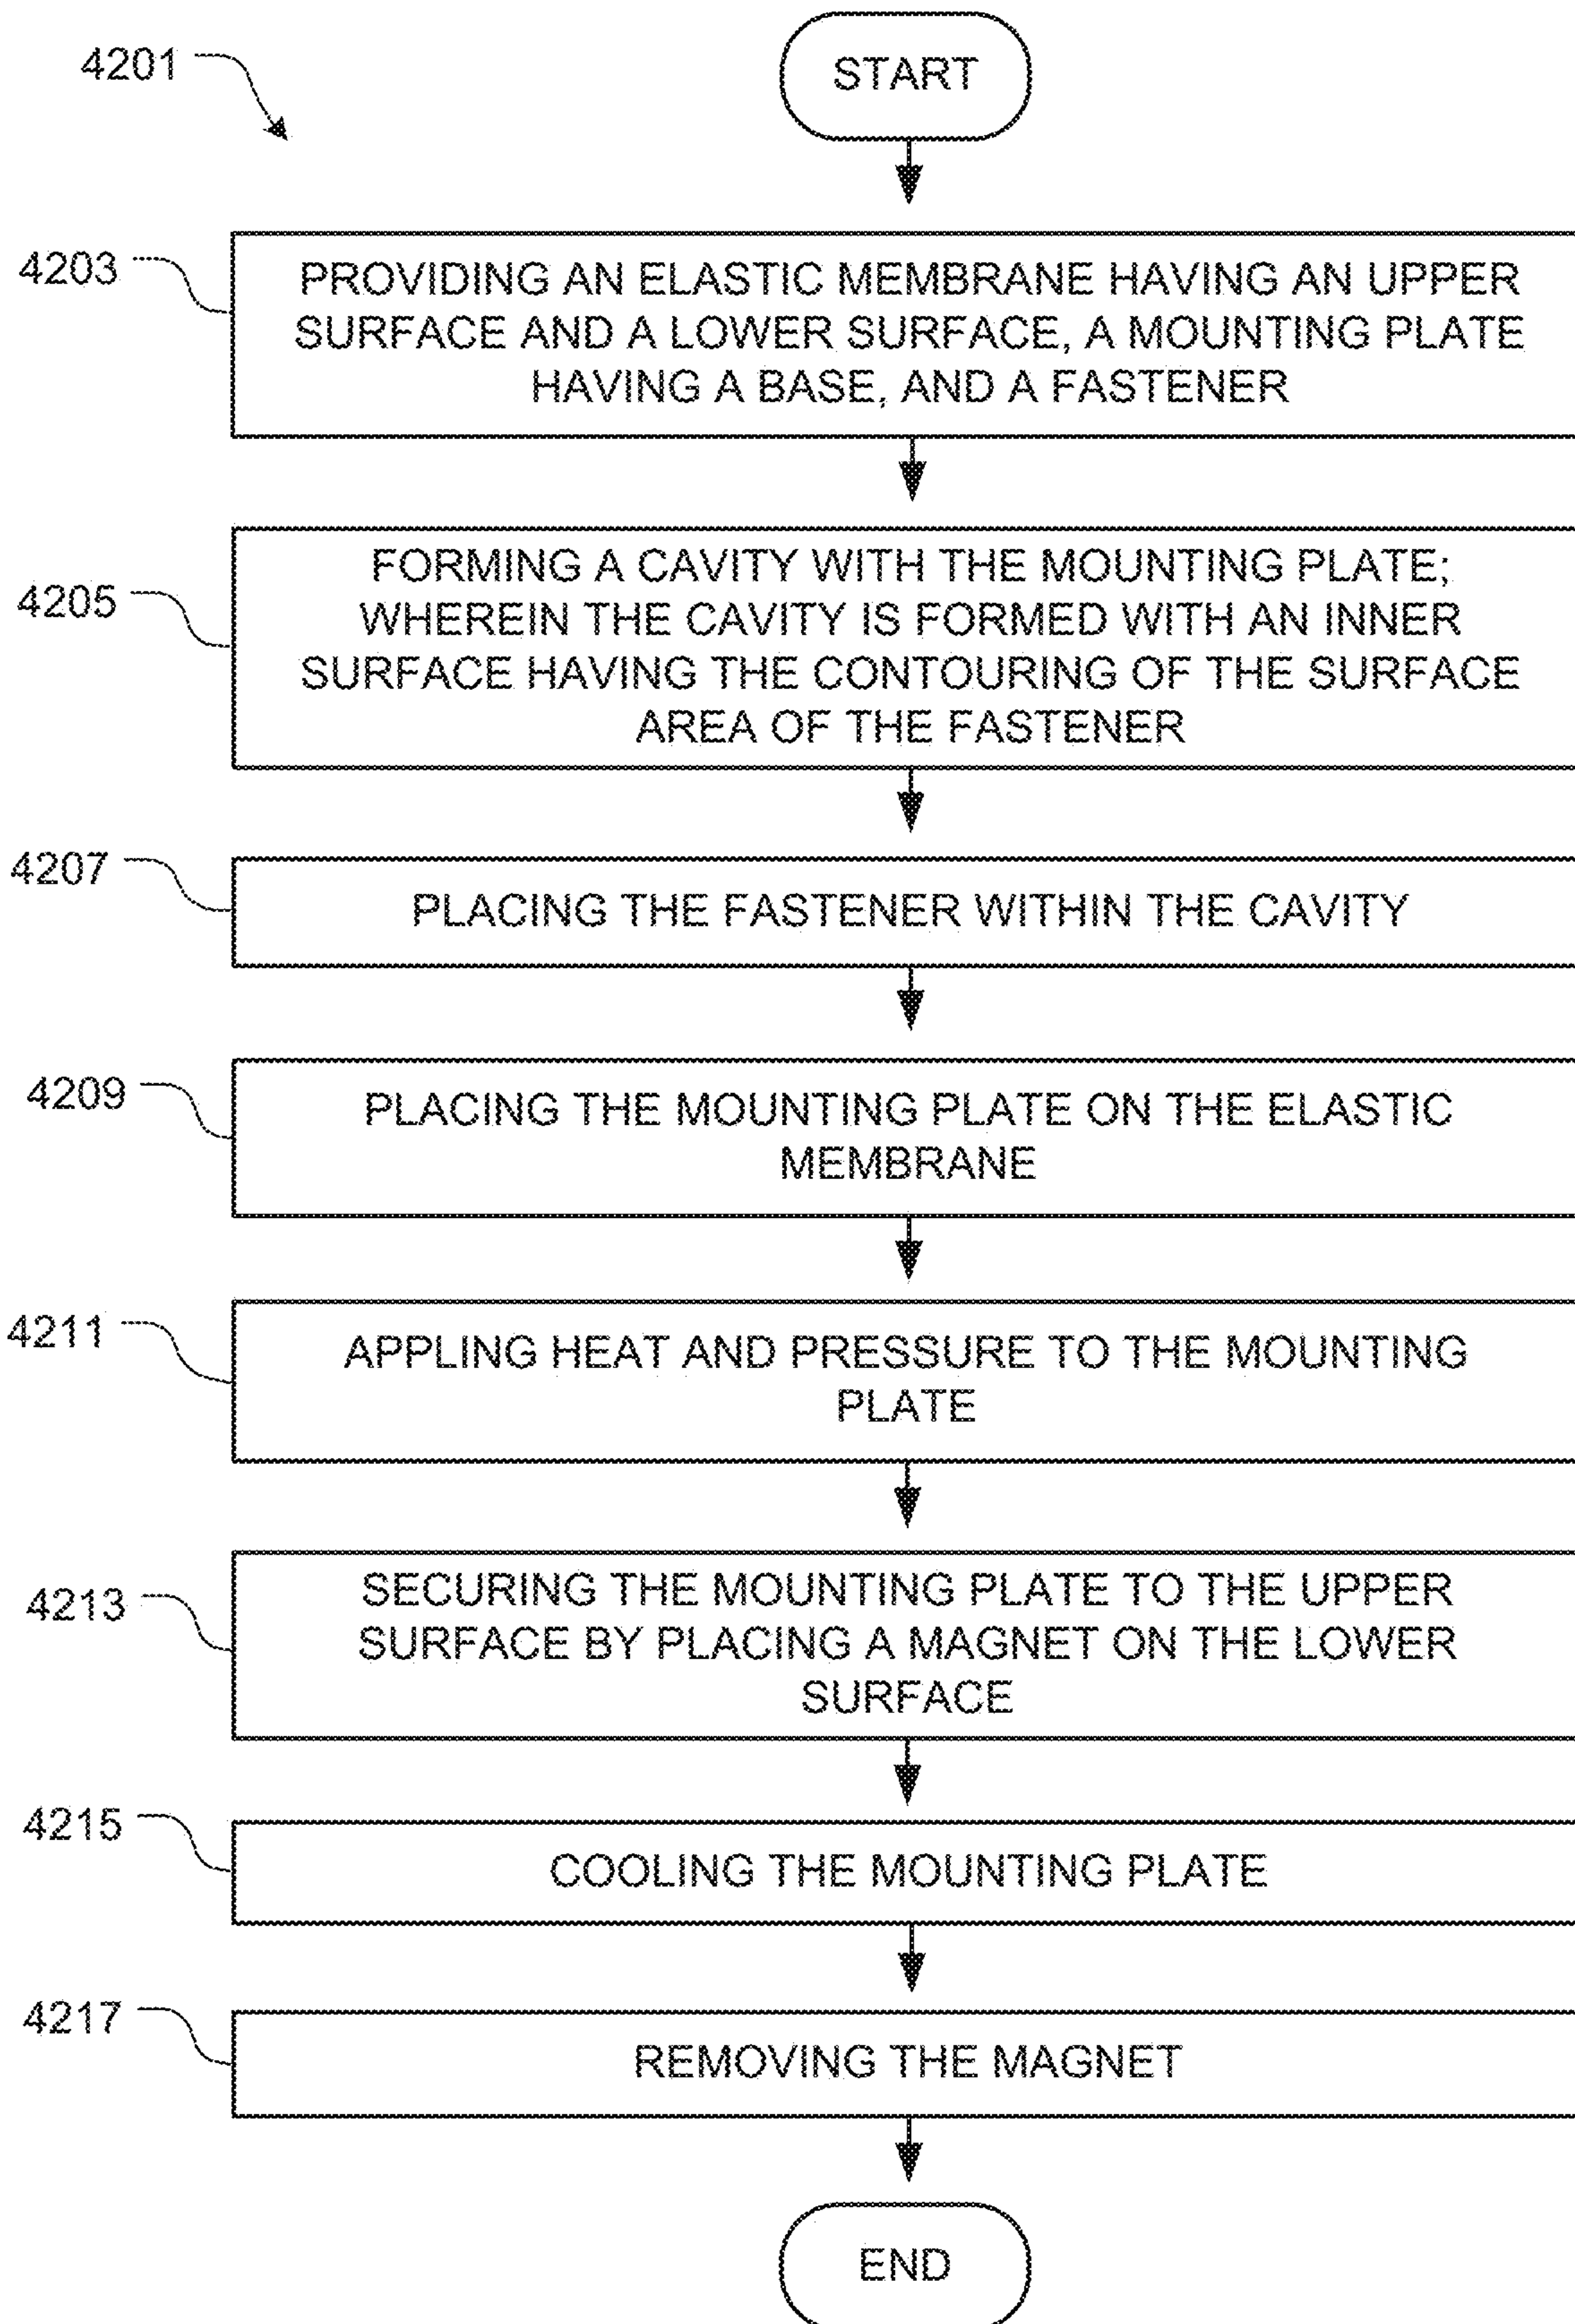 4201
START
4203
PROVIDING AN ELASTIC MEMBRANE HAVING AN UPPER
SURFACE AND A LOWER SURFACE, A MOUNTING PLATE
HAVING A BASE, AND A FASTENER
4205
FORMING A CAVITY WITH THE MOUNTING PLATE;
WHEREIN THE CAVITY IS FORMED WITH AN INNER
SURFACE HAVING THE CONTOURING OF THE SURFACE
AREA OF THE FASTENER
4207
PLACING THE FASTENER WITHIN THE CAVITY
4209
PLACING THE MOUNTING PLATE ON THE ELASTIC
MEMBRANE
4211
APPLING HEAT AND PRESSURE TO THE MOUNTING
PLATE
4213
SECURING THE MOUNTING PLATE TO THE UPPER
SURFACE BY PLACING A MAGNET ON THE LOWER
SURFACE
4215
COOLING THE MOUNTING PLATE
4217
REMOVING THE MAGNET
END